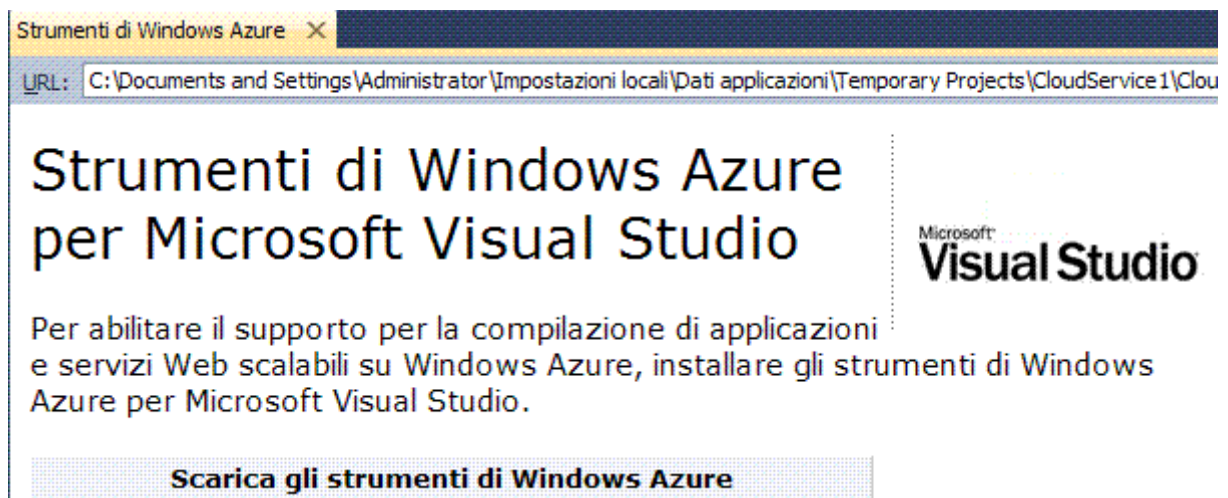 Strumenti di Windows Azure
URL: C:\Documents and Settings\Administrator\Impostazioni locali\Dati applicazioni\Temporary Projects\CloudService1\Clou
Strumenti di Windows Azure
per Microsoft Visual Studio
Microsoft
Visual Studio
Per abilitare il supporto per la compilazione di applicazioni
e servizi Web scalabili su Windows Azure, installare gli strumenti di Windows
Azure per Microsoft Visual Studio.
Scarica gli strumenti di Windows Azure